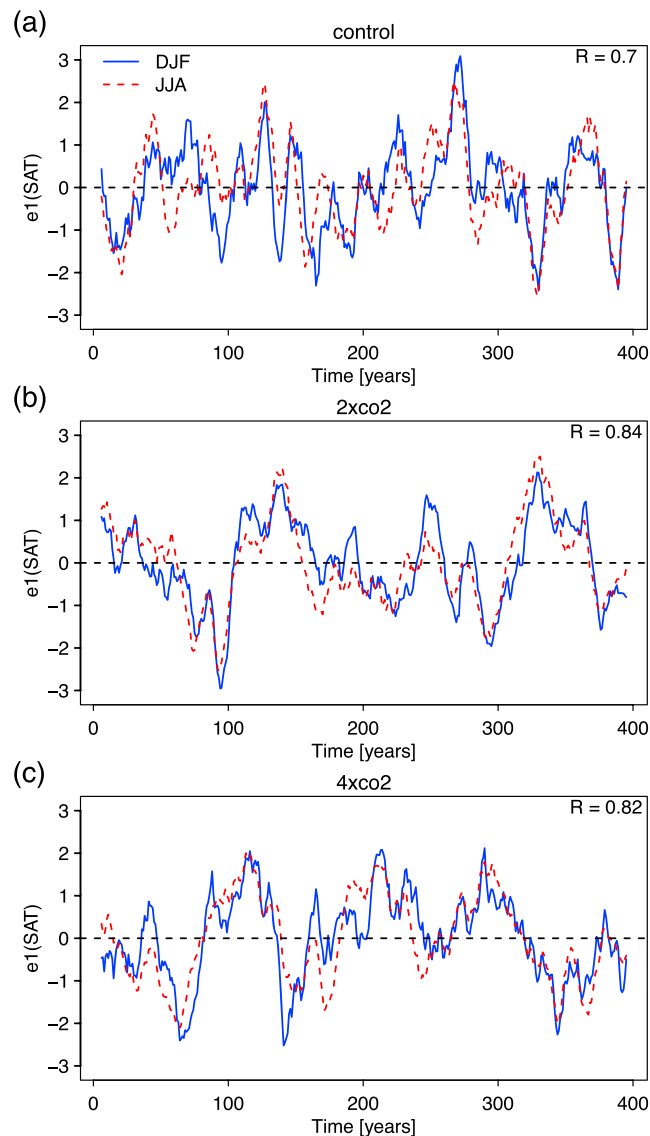 (a)
control
R = 0.7
DJF
JJA
e1(SAT)
3
2
1
0
−1
−2
−3
0 100 200 300 400
Time [years]
(b)
2xco2
R = 0.84
e1(SAT)
3
2
1
0
−1
−2
−3
0 100 200 300 400
Time [years]
(c)
4xco2
R = 0.82
e1(SAT)
3
2
1
0
−1
−2
−3
0 100 200 300 400
Time [years]